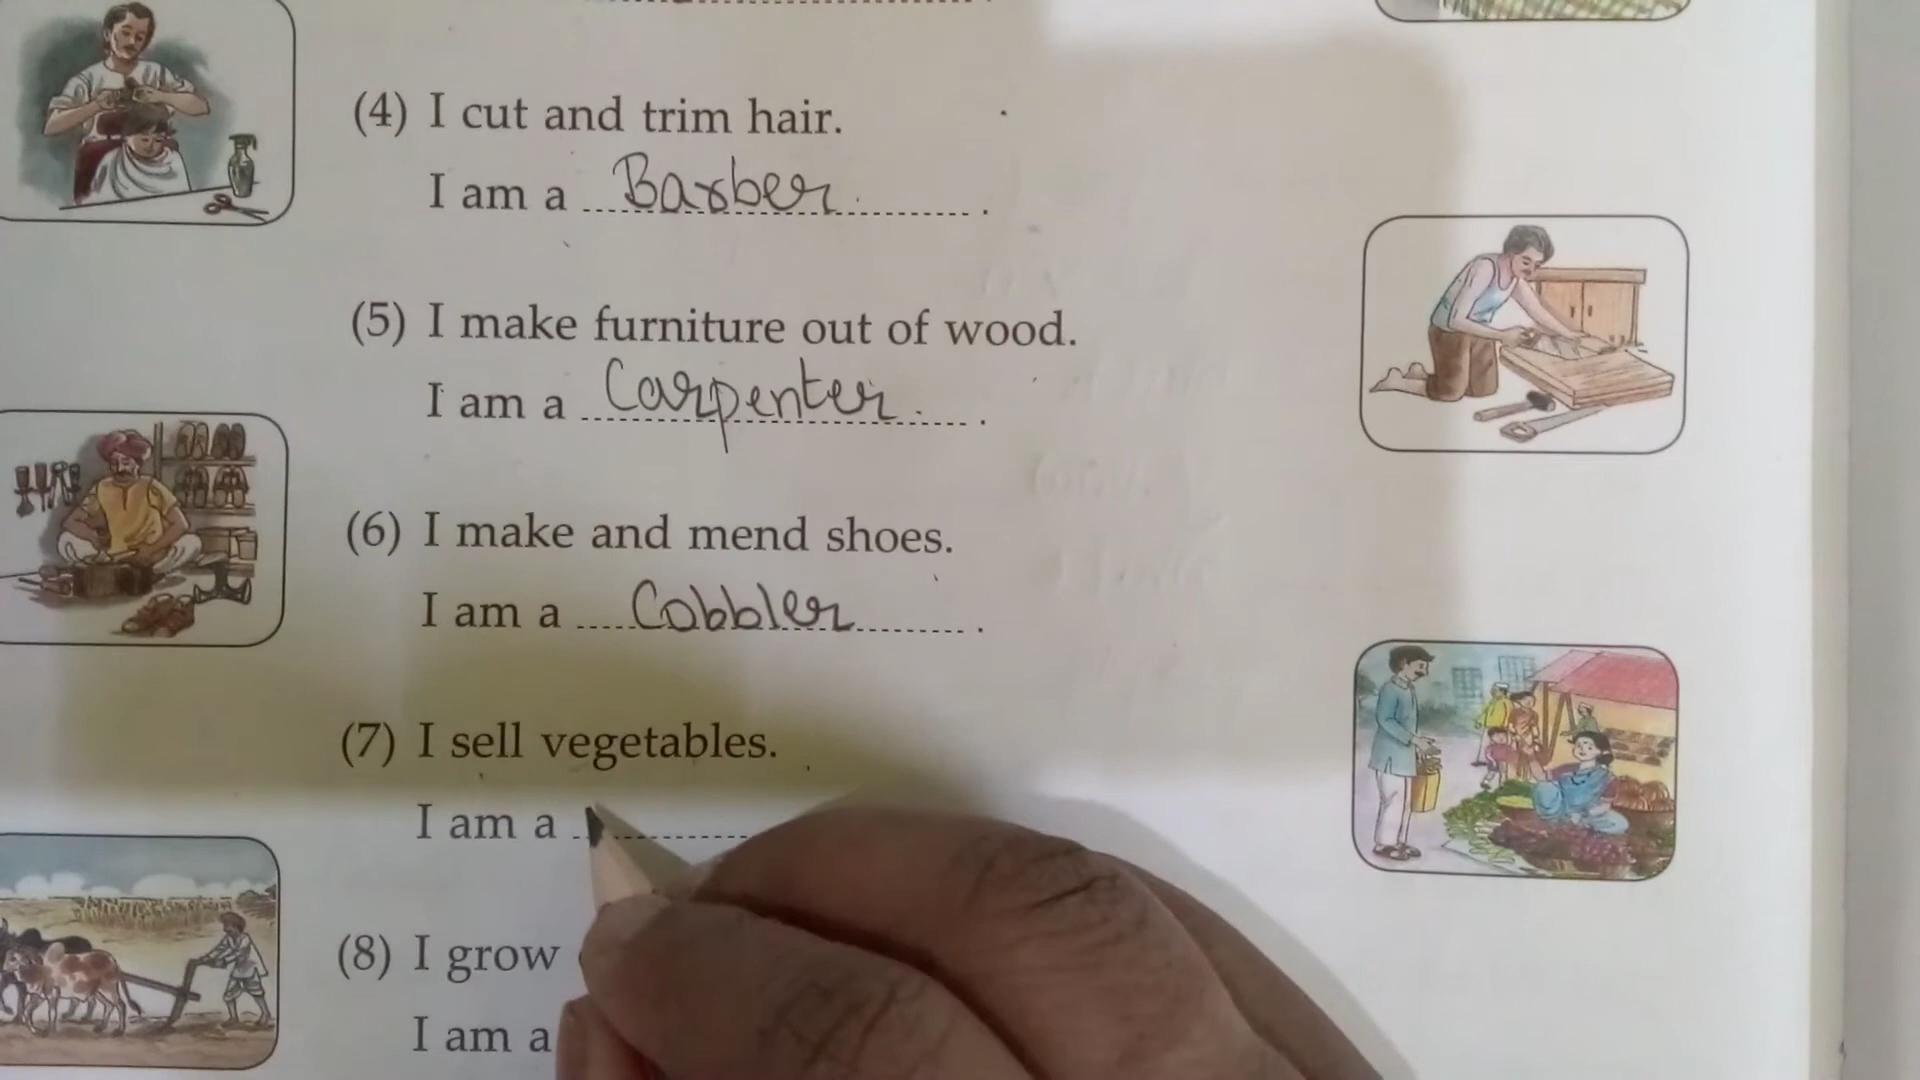 (4) I cut and trim hair.
I am a Barber.
(5) I make furniture out of wood.
I am a Carpenter.
(6) I make and mend shoes.
I am a Cobbler.
(7) I sell vegetables.
I am a
(8) I grow
I am a